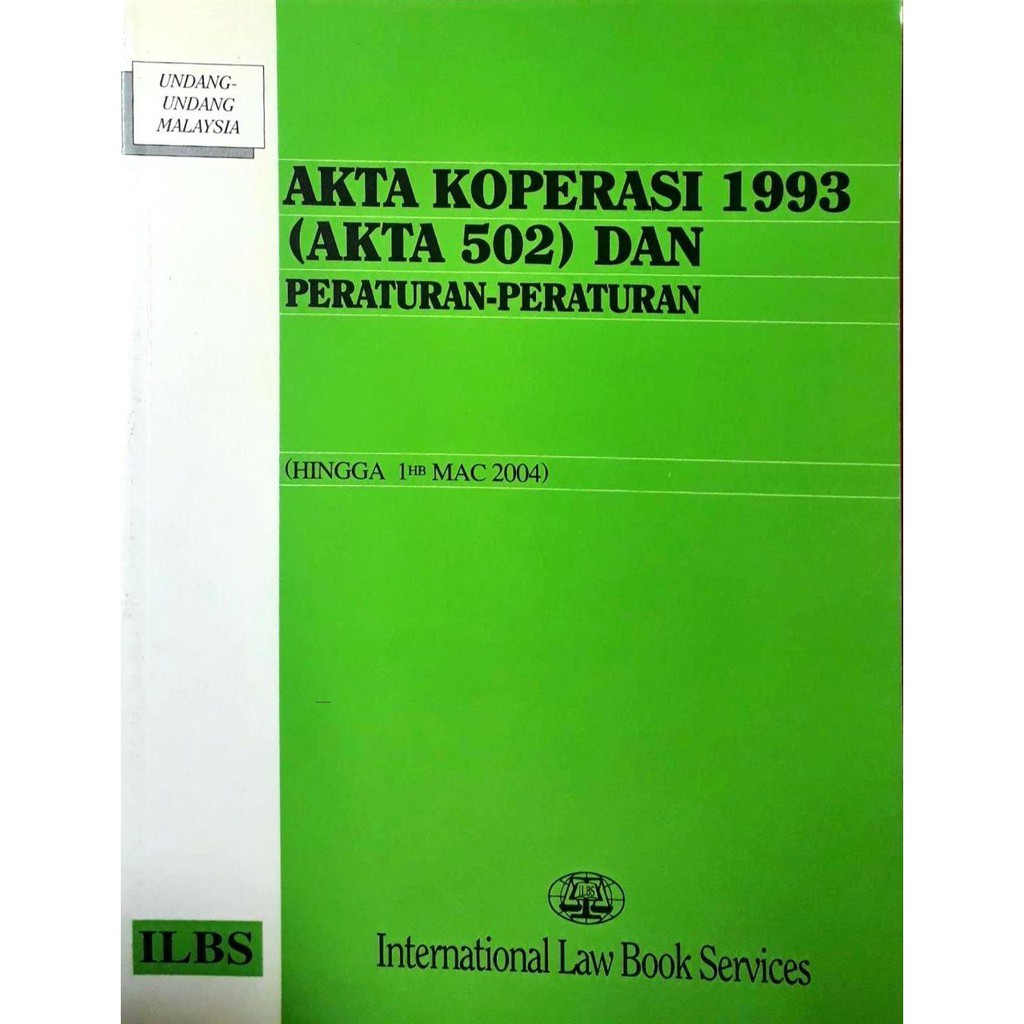 UNDANG-
UNDANG
MALAYSIA
AKTA KOPERASI 1993
(AKTA 502) DAN
PERATURAN-PERATURAN
(HINGGA 1HB MAC 2004)
ILBS
ILBS
International Law Book Services